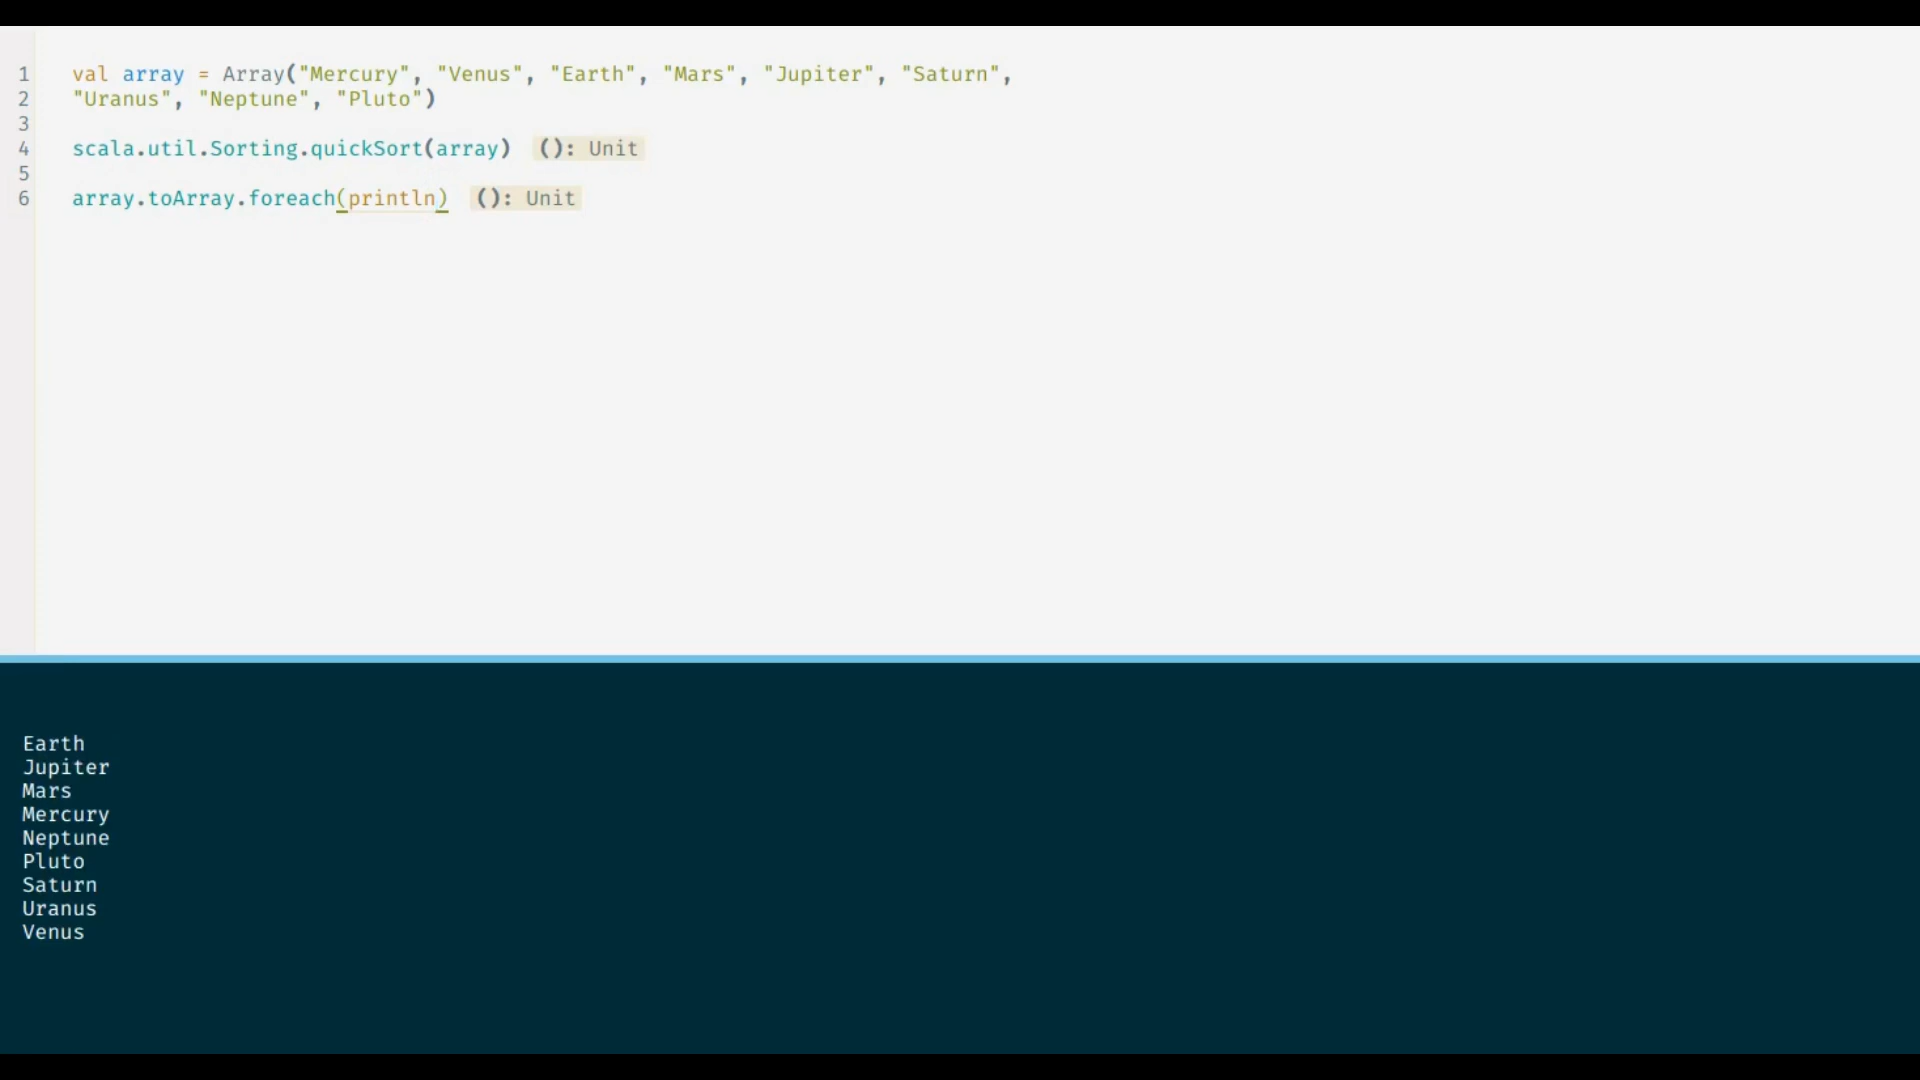 1 val array = Array("Mercury", "Venus", "Earth", "Mars", "Jupiter", "Saturn",
2 "Uranus", "Neptune", "Pluto")
3
4 scala.util.Sorting.quickSort(array) (): Unit
5
6 array.toArray.foreach(println) (): Unit
Earth
Jupiter
Mars
Mercury
Neptune
Pluto
Saturn
Uranus
Venus